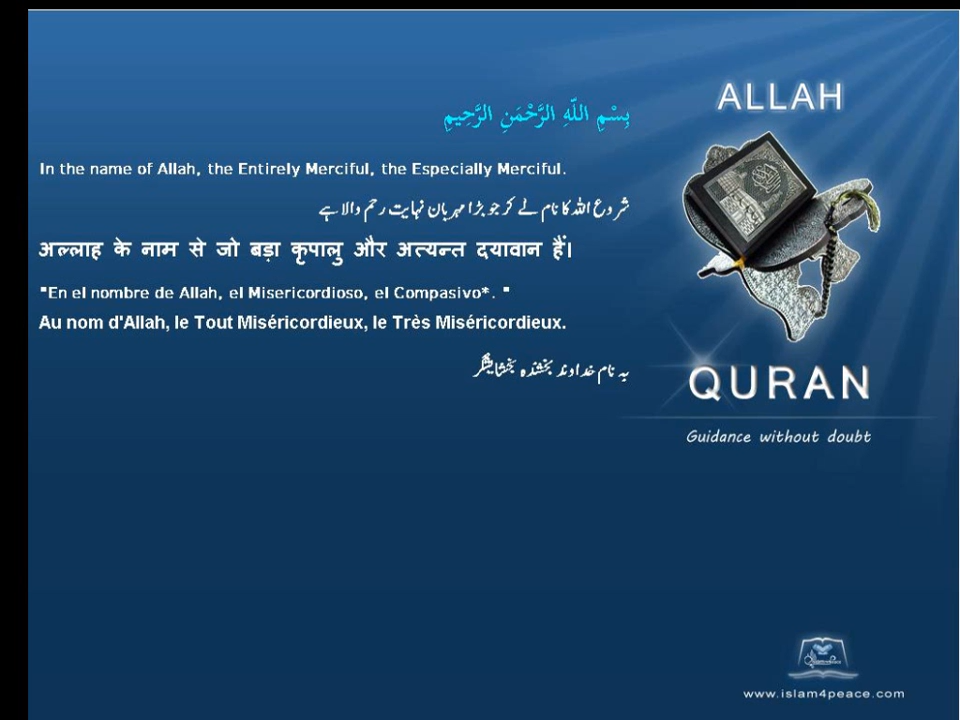 بِسْمِ اللَّهِ الرَّحْمَنِ الرَّحِيمِ
In the name of Allah, the Entirely Merciful, the Especially Merciful.
شروع اللہ کا نام لے کر جو بڑا مہربان نہایت رحم والا ہے
अल्लाह के नाम से जो बड़ा कृपालु और अत्यन्त दयावान हैं।
"En el nombre de Allah, el Misericordioso, el Compasivo*. "
Au nom d'Allah, le Tout Miséricordieux, le Très Miséricordieux.
به نام خداوند بخشنده بخشایشگر
ALLAH
QURAN
Guidance without doubt
www.islam4peace.com